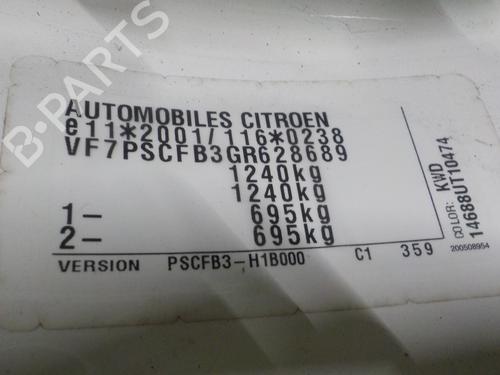 B-PARTS
AUTOMOBILES CITROEN
e11*2001/116*0238
VF7PSCFB3GR628689
1240kg
1240kg
1- 695kg
2- 695kg
VERSION PSCFB3-H1B000 C1 359
COLOR: KWD
14688UT10474
200508954